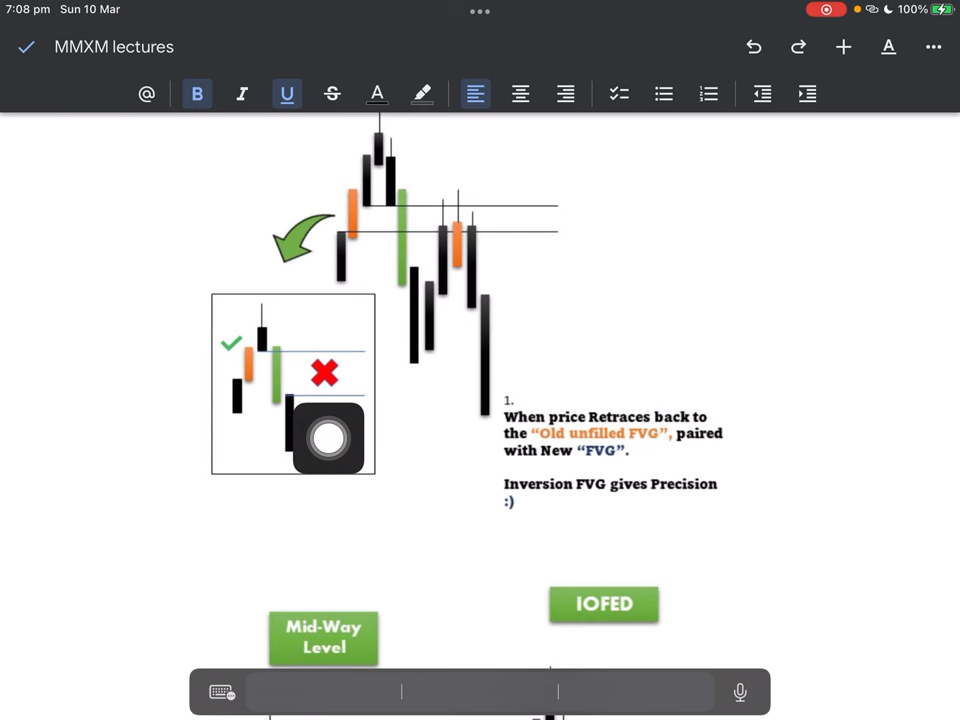 7:08 pm Sun 10 Mar
100%
MMXM lectures
@ B I U S A
1.
When price Retraces back to
the “Old unfilled FVG”, paired
with New “FVG”.
Inversion FVG gives Precision
:)
IOFED
Mid-Way
Level